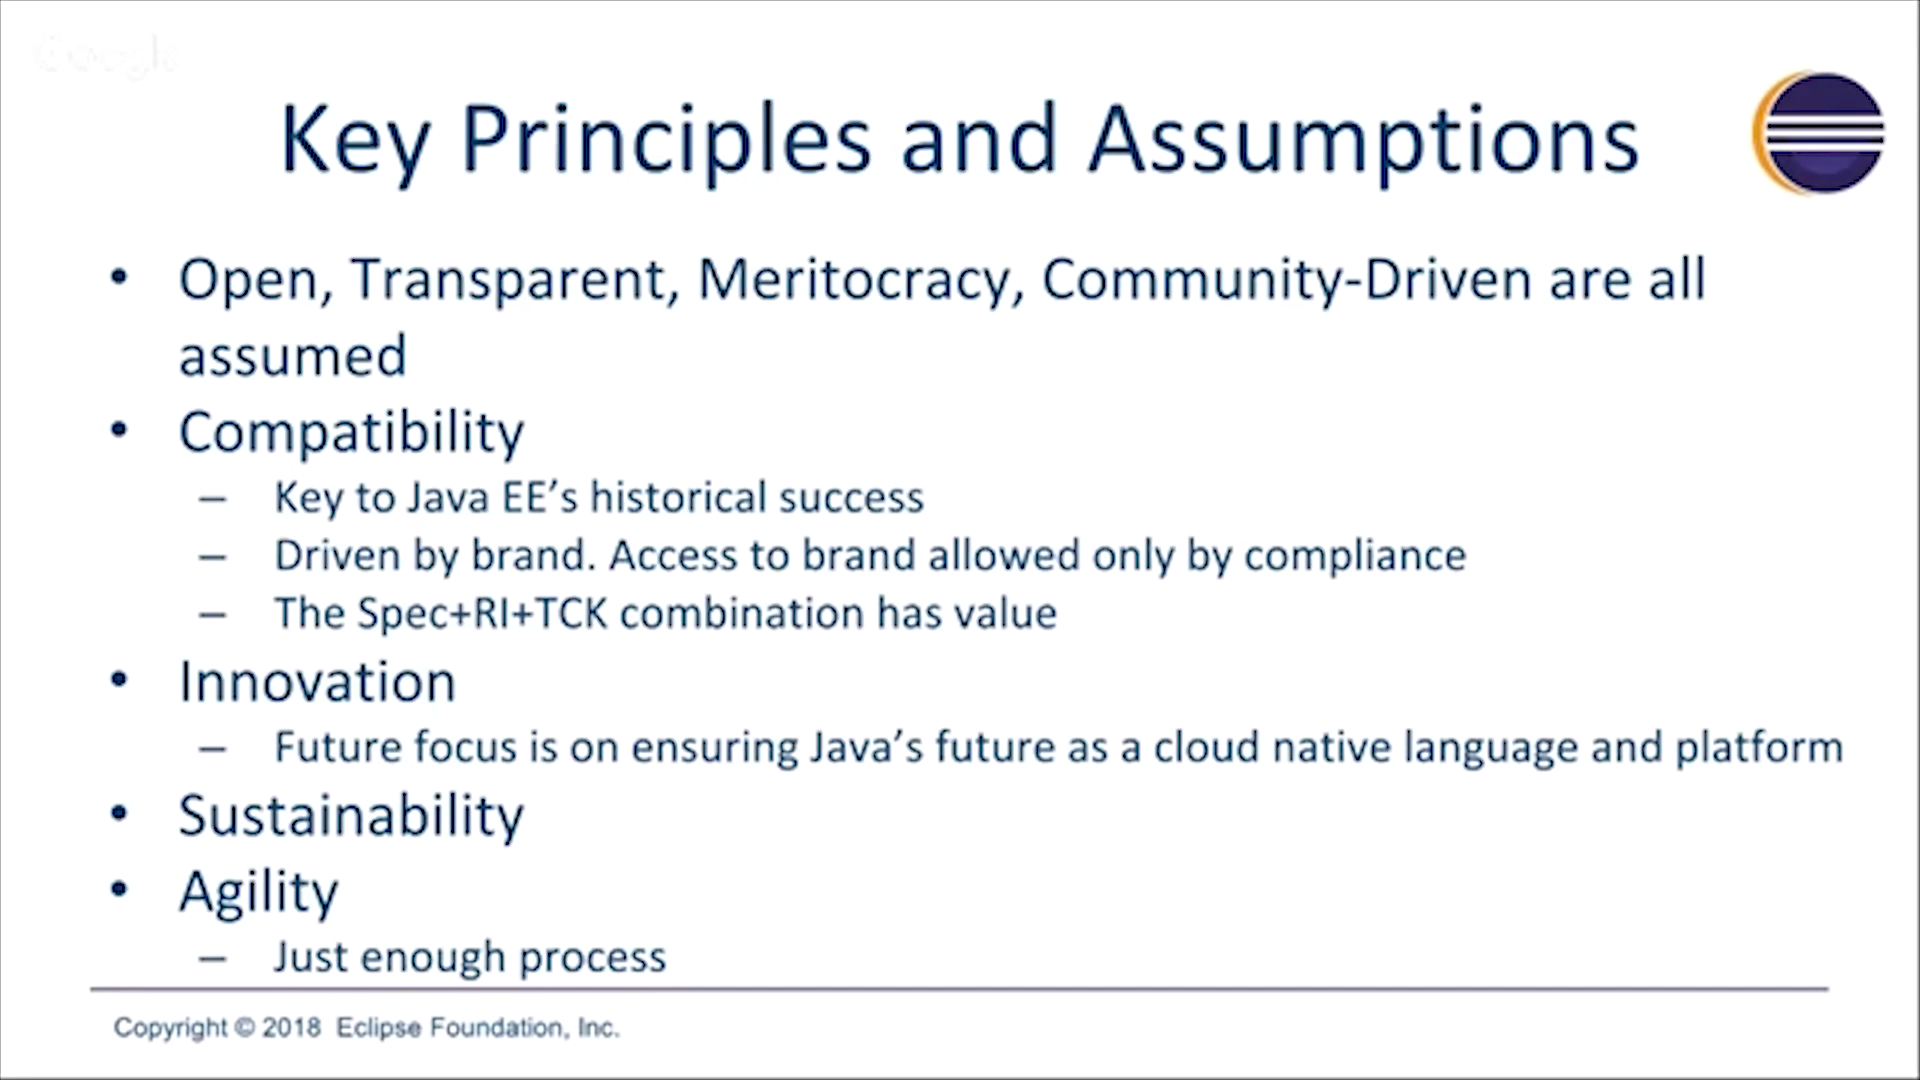 Google
Key Principles and Assumptions
• Open, Transparent, Meritocracy, Community-Driven are all
assumed
• Compatibility
– Key to Java EE’s historical success
– Driven by brand. Access to brand allowed only by compliance
– The Spec+RI+TCK combination has value
• Innovation
– Future focus is on ensuring Java’s future as a cloud native language and platform
• Sustainability
• Agility
– Just enough process
Copyright © 2018 Eclipse Foundation, Inc.